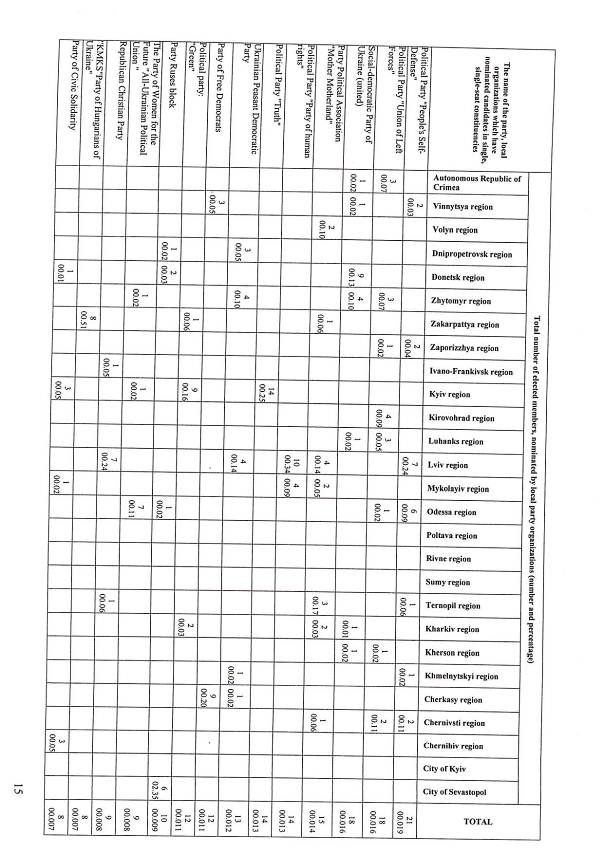 The name of the party, local
organizations which have
nominated candidates in single,
single-seat constituencies
Total number of elected members, nominated by local party organizations (number and percentage)
Autonomous Republic of
Crimea
Vinnytsya region
Volyn region
Dnipropetrovsk region
Donetsk region
Zhytomyr region
Zakarpattya region
Zaporizzhya region
Ivano-Frankivsk region
Kyiv region
Kirovohrad region
Luhanks region
Lviv region
Mykolayiv region
Odessa region
Poltava region
Rivne region
Sumy region
Ternopil region
Kharkiv region
Kherson region
Khmelnytskyi region
Cherkasy region
Chernivsti region
Chernihiv region
City of Kyiv
City of Sevastopol
TOTAL
Political Party "People's Self-
Defense"
2 2 7 6 1 1 2 21
00.03 00.04 00.24 00.09 00.06 00.02 00.11 00.019
Political Party "Union of Left
Forces"
3 3 1 4 3 1 1 2 18
00.07 00.07 00.02 00.09 00.05 00.02 00.02 00.11 00.016
Social-democratic Party of
Ukraine (united)
1 1 9 4 1 1 1 18
00.02 00.02 00.13 00.10 00.02 00.01 00.02 00.016
Party Political Association
"Mother Motherland"
2 1 4 2 3 2 1 15
00.10 00.06 00.14 00.05 00.17 00.03 00.06 00.014
Political Party "Party of human
rights"
10 4 14
00.34 00.09 00.013
Political Party "Truth"
14 14
00.25 00.013
Ukrainian Peasant Democratic
Party
3 4 4 1 1 13
00.05 00.10 00.14 00.02 00.02 00.012
Party of Free Democrats
3 9 12
00.05 00.20 00.011
Political party:
"Green"
1 9 2 12
00.06 00.16 00.03 00.011
Party Ruses block
1 2 1 6 10
00.02 00.03 00.02 02.35 00.009
The Party of Women for the
Future "All-Ukrainian Political
Union "
1 1 7 9
00.02 00.02 00.11 00.008
Republican Christian Party
1 7 1 9
00.05 00.24 00.06 00.008
"KMKS"Party of Hungarians of
Ukraine"
8 8
00.51 00.007
Party of Civic Solidarity
1 3 1 3 8
00.01 00.05 00.02 00.05 00.007
15